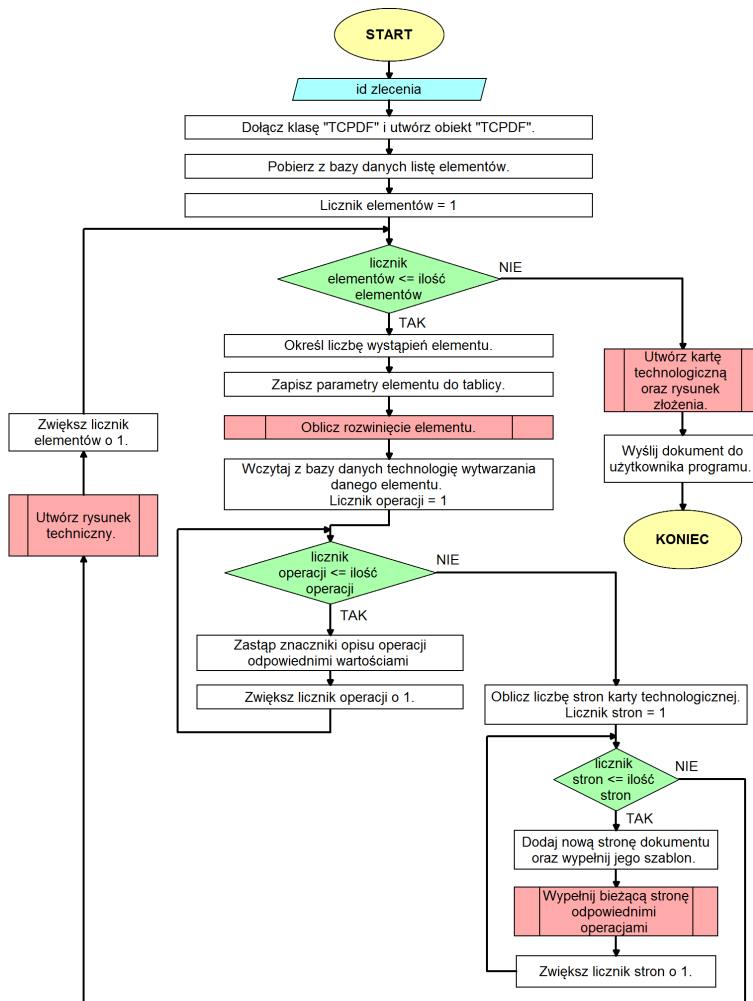 START
id zlecenia
Dołącz klasę "TCPDF" i utwórz obiekt "TCPDF".
Pobierz z bazy danych listę elementów.
Licznik elementów = 1
licznik
elementów <= ilość
elementów
NIE
TAK
Określ liczbę wystąpień elementu.
Zapisz parametry elementu do tablicy.
Oblicz rozwinięcie elementu.
Wczytaj z bazy danych technologię wytwarzania
danego elementu.
Licznik operacji = 1
Utwórz kartę
technologiczną
oraz rysunek
złożenia.
Wyślij dokument do
użytkownika programu.
KONIEC
Zwiększ licznik
elementów o 1.
Utwórz rysunek
techniczny.
licznik
operacji <= ilość
operacji
NIE
TAK
Zastąp znaczniki opisu operacji
odpowiednimi wartościami
Zwiększ licznik operacji o 1.
Oblicz liczbę stron karty technologicznej.
Licznik stron = 1
licznik
stron <= ilość
stron
NIE
TAK
Dodaj nową stronę dokumentu
oraz wypełnij jego szablon.
Wypełnij bieżącą stronę
odpowiednimi
operacjami
Zwiększ licznik stron o 1.